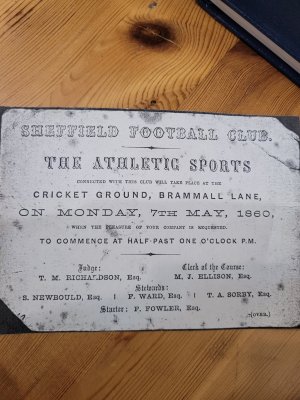 SHEFFIELD FOOTBALL CLUB.
THE ATHLETIC SPORTS
CONNECTED WITH THIS CLUB WILL TAKE PLACE AT THE
CRICKET GROUND, BRAMMALL LANE,
ON MONDAY, 7TH MAY, 1860,
WHEN THE PLEASURE OF YOUR COMPANY IS REQUESTED.
TO COMMENCE AT HALF-PAST ONE O'CLOCK P.M.
Judge: Clerk of the Course:
T. M. RICHARDSON, Esq. M. J. ELLISON, Esq.
Stewards:
S. NEWBOULD, Esq. | F. WARD, Esq. | T. A. SORBY, Esq.
Starter: F. FOWLER, Esq.
(OVER.)